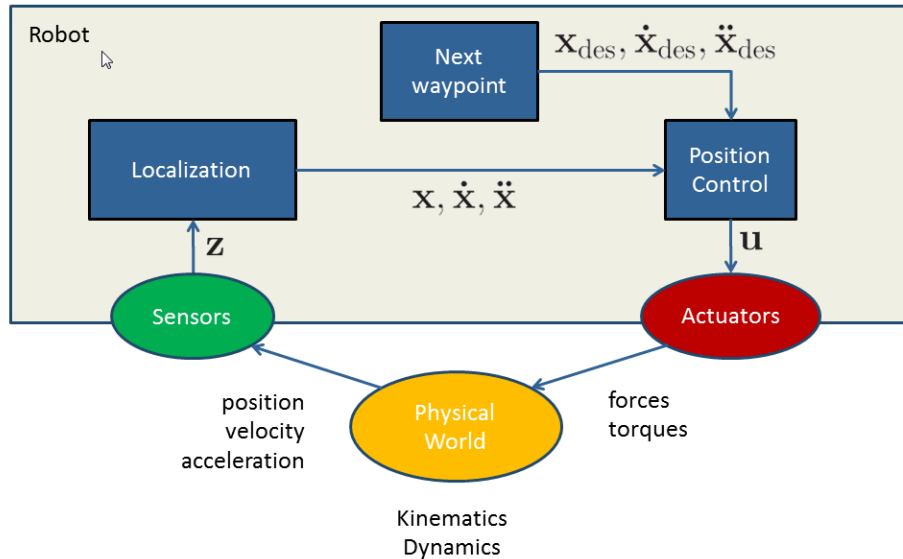 Robot
Next
waypoint
x_des, ẋ_des, ẍ_des
Localization
Position
Control
x, ẋ, ẍ
z
u
Sensors
Actuators
position
velocity
acceleration
Physical
World
forces
torques
Kinematics
Dynamics